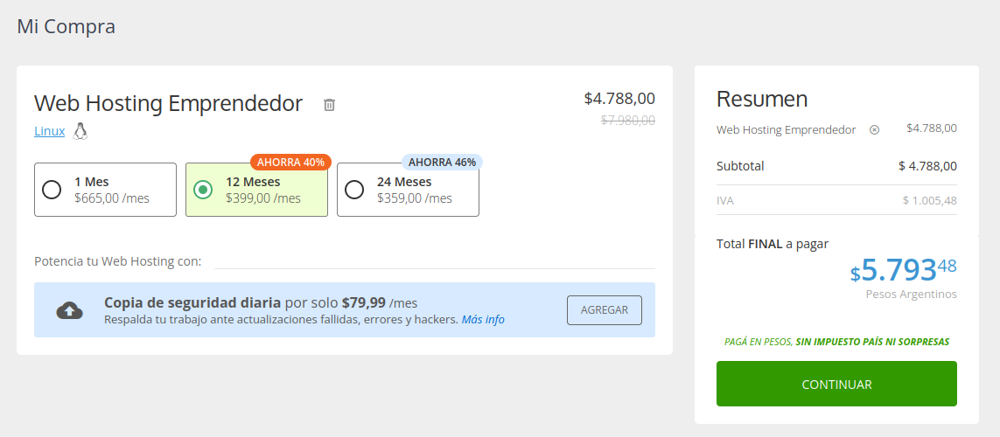 Mi Compra
Web Hosting Emprendedor
$4.788,00
$7.980,00
Linux
AHORRA 40%
AHORRA 46%
1 Mes
$665,00 /mes
12 Meses
$399,00 /mes
24 Meses
$359,00 /mes
Potencia tu Web Hosting con:
Copia de seguridad diaria por solo $79,99 /mes
Respalda tu trabajo ante actualizaciones fallidas, errores y hackers. Más info
AGREGAR
Resumen
Web Hosting Emprendedor $4.788,00
Subtotal $ 4.788,00
IVA $ 1.005,48
Total FINAL a pagar
$5.79348
Pesos Argentinos
PAGÁ EN PESOS, SIN IMPUESTO PAÍS NI SORPRESAS
CONTINUAR